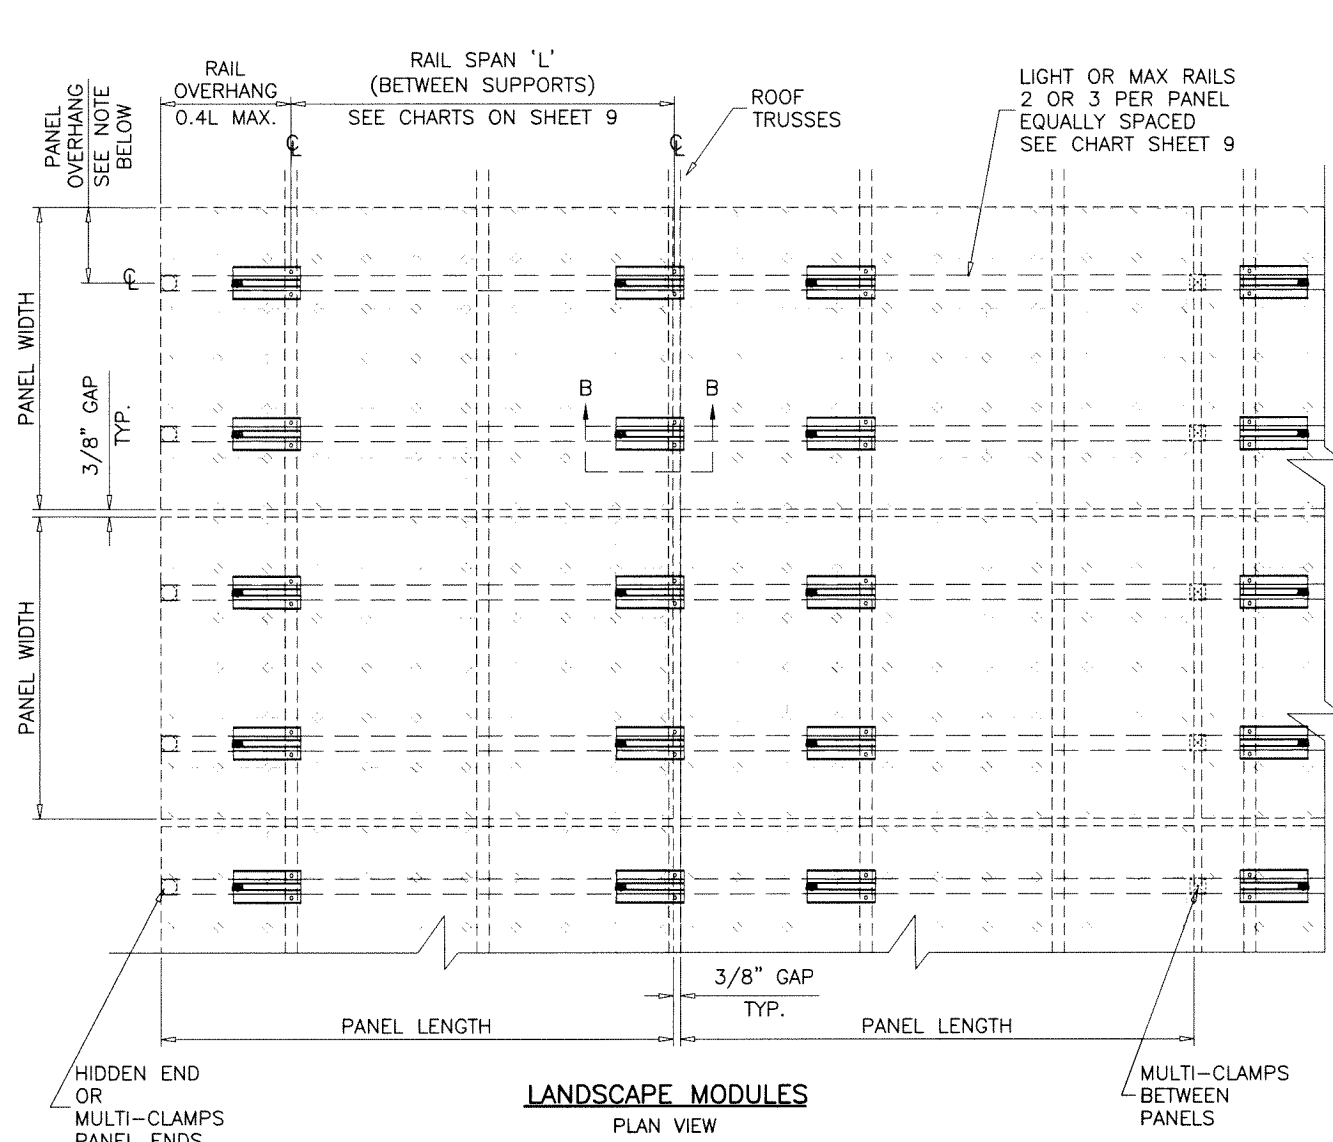 PANEL
OVERHANG
SEE NOTE
BELOW
RAIL
OVERHANG
0.4L MAX.
RAIL SPAN 'L'
(BETWEEN SUPPORTS)
SEE CHARTS ON SHEET 9
ROOF
TRUSSES
LIGHT OR MAX RAILS
2 OR 3 PER PANEL
EQUALLY SPACED
SEE CHART SHEET 9
℄
℄
℄
PANEL WIDTH
3/8" GAP
TYP.
B
B
PANEL WIDTH
3/8" GAP
TYP.
PANEL LENGTH
PANEL LENGTH
HIDDEN END
OR
MULTI-CLAMPS
PANEL ENDS
LANDSCAPE MODULES
PLAN VIEW
MULTI-CLAMPS
BETWEEN
PANELS